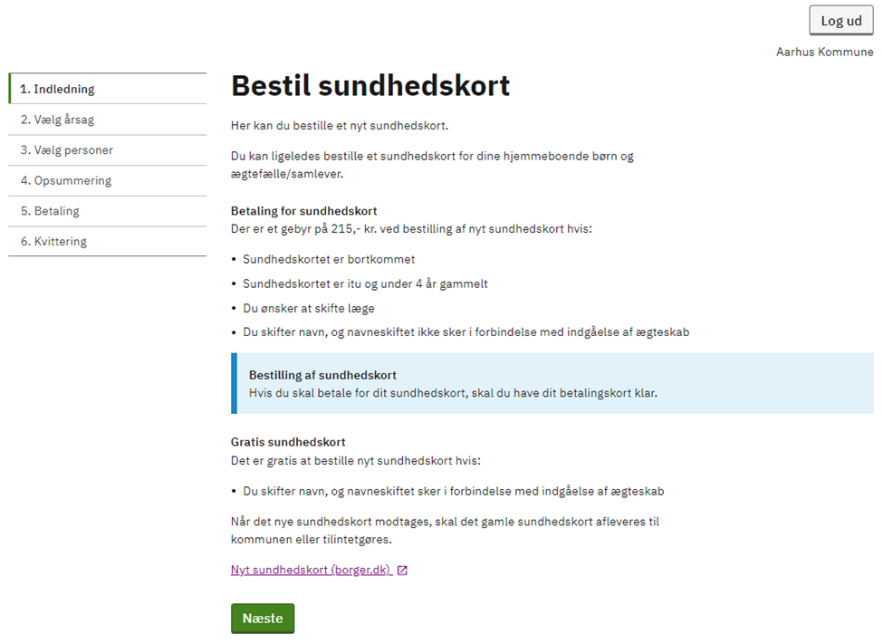 Log ud
Aarhus Kommune
1. Indledning
2. Vælg årsag
3. Vælg personer
4. Opsummering
5. Betaling
6. Kvittering
Bestil sundhedskort
Her kan du bestille et nyt sundhedskort.
Du kan ligeledes bestille et sundhedskort for dine hjemmeboende børn og
ægtefælle/samlever.
Betaling for sundhedskort
Der er et gebyr på 215,- kr. ved bestilling af nyt sundhedskort hvis:
• Sundhedskortet er bortkommet
• Sundhedskortet er itu og under 4 år gammelt
• Du ønsker at skifte læge
• Du skifter navn, og navneskiftet ikke sker i forbindelse med indgåelse af ægteskab
Bestilling af sundhedskort
Hvis du skal betale for dit sundhedskort, skal du have dit betalingskort klar.
Gratis sundhedskort
Det er gratis at bestille nyt sundhedskort hvis:
• Du skifter navn, og navneskiftet sker i forbindelse med indgåelse af ægteskab
Når det nye sundhedskort modtages, skal det gamle sundhedskort afleveres til
kommunen eller tilintetgøres.
Nyt sundhedskort (borger.dk)
Næste